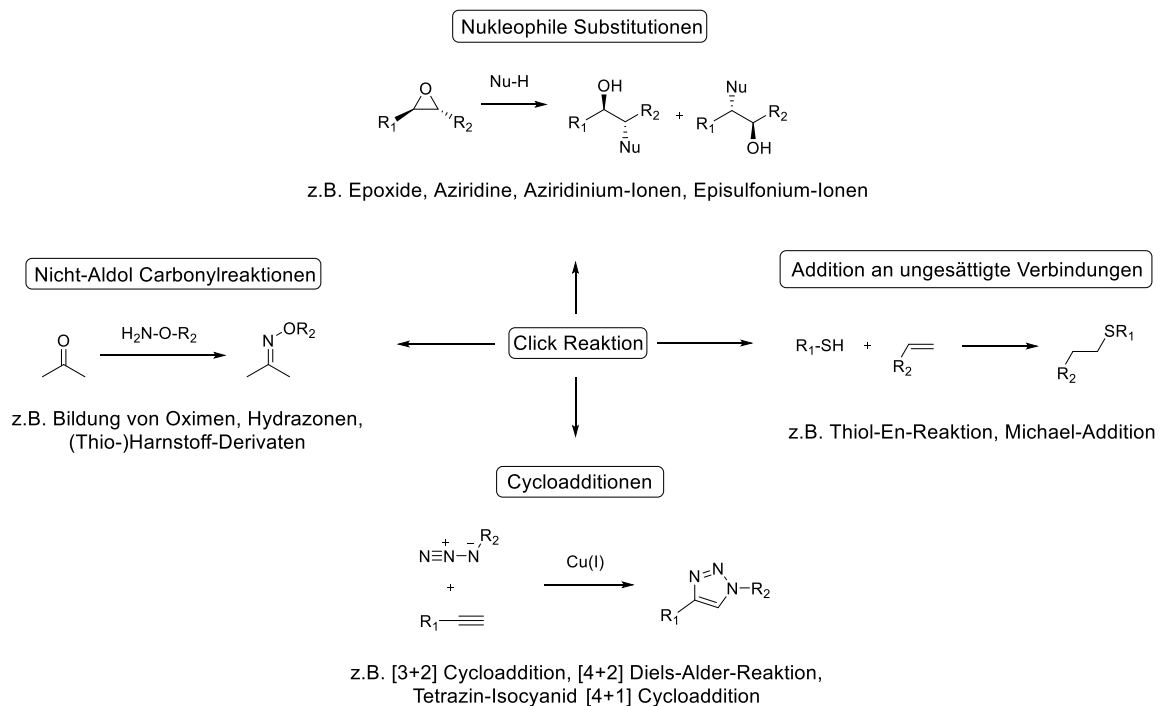 Nukleophile Substitutionen
O
R₁
R₂
Nu-H
OH
R₁
R₂
Nu
+
Nu
R₁
R₂
OH
z.B. Epoxide, Aziridine, Aziridinium-Ionen, Episulfonium-Ionen
Nicht-Aldol Carbonylreaktionen
O
H₂N-O-R₂
N
OR₂
z.B. Bildung von Oximen, Hydrazonen,
(Thio-)Harnstoff-Derivaten
Click Reaktion
Addition an ungesättigte Verbindungen
R₁-SH
+
R₂
SR₁
R₂
z.B. Thiol-En-Reaktion, Michael-Addition
Cycloadditionen
N≡N–N
+
−
R₂
+
R₁
Cu(I)
N
N
N
R₂
R₁
z.B. [3+2] Cycloaddition, [4+2] Diels-Alder-Reaktion,
Tetrazin-Isocyanid [4+1] Cycloaddition